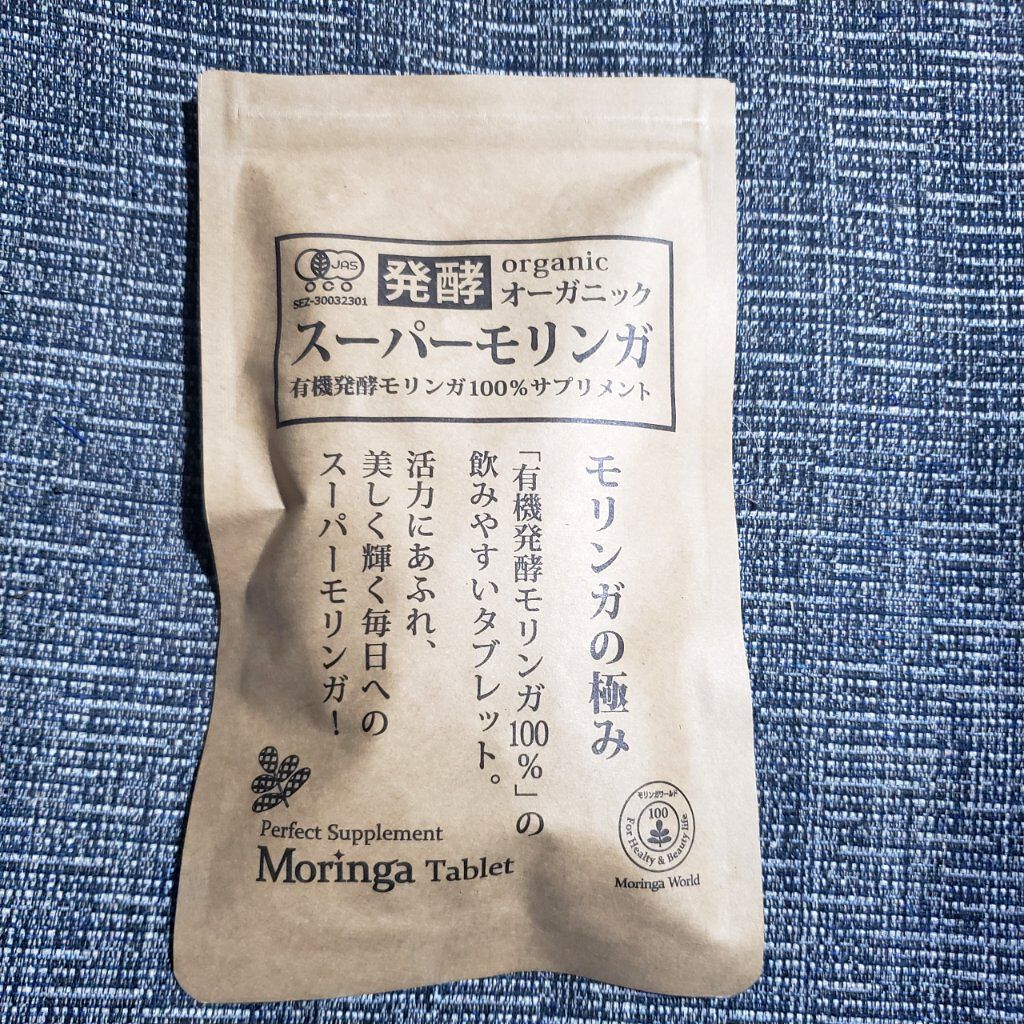 JAS
SEZ-30032301
発酵
organic
オーガニック
スーパーモリンガ
有機発酵モリンガ100%サプリメント
モリンガの極み
「有機発酵モリンガ100%」の
飲みやすいタブレット。
活力にあふれ、
美しく輝く毎日への
スーパーモリンガ!
Perfect Supplement
Moringa Tablet
モリンガワールド
100
For Healty & Beauty life
Moringa World